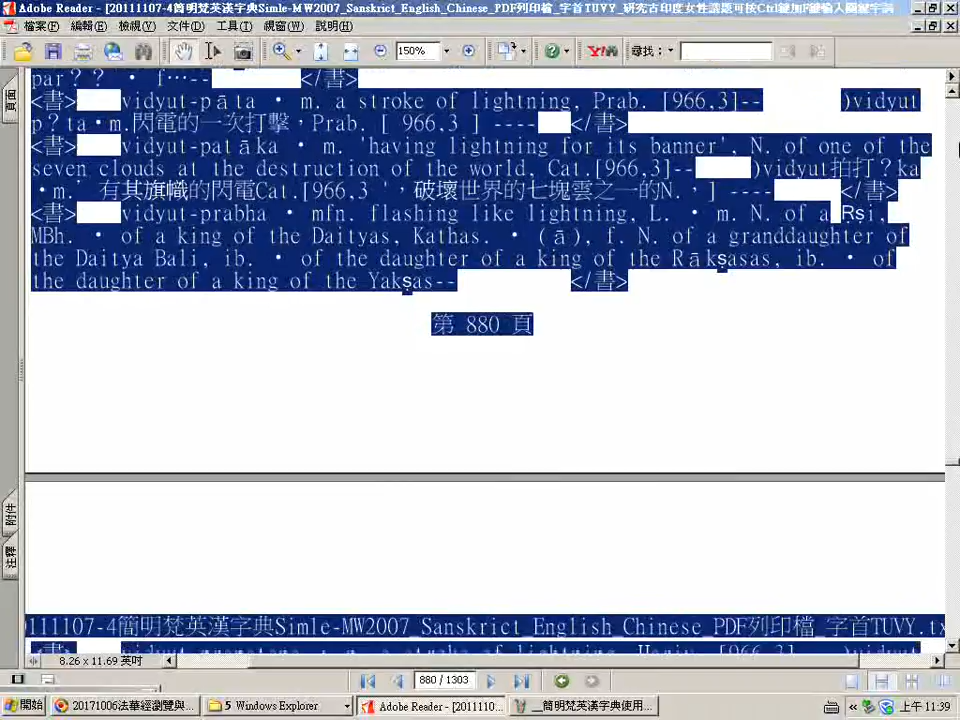 Adobe Reader - [20111107-4簡明梵英漢字典Simle-MW2007_Sanskrict_English_Chinese_PDF列印檔_字首TUVY_研究古印度女性議題可按Ctrl鍵加F鍵輸入關鍵字詞
檔案(F) 編輯(E) 檢視(V) 文件(D) 工具(T) 視窗(W) 說明(H)
150% 尋找:
頁面
par？？ · f…-- </書>
<書> vidyut-pāta · m. a stroke of lightning, Prab. [966,3]-- )vidyut
p？ta·m.閃電的一次打擊，Prab. [ 966,3 ] ---- </書>
<書> vidyut-patāka · m. 'having lightning for its banner', N. of one of the
seven clouds at the destruction of the world, Cat.[966,3]-- )vidyut拍打？ka
·m.' 有其旗幟的閃電Cat.[966,3 '，破壞世界的七塊雲之一的N.，] ---- </書>
<書> vidyut-prabha · mfn. flashing like lightning, L. · m. N. of a Ṛṣi,
MBh. · of a king of the Daityas, Kathas. · (ā), f. N. of a granddaughter of
the Daitya Bali, ib. · of the daughter of a king of the Rākṣasas, ib. · of
the daughter of a king of the Yakṣas-- </書>
第 880 頁
附件
注釋
111107-4簡明梵英漢字典Simle-MW2007_Sanskrict_English_Chinese_PDF列印檔_字首TUVY.tx
8.26 x 11.69 英吋
880 / 1303
開始 20171006法華經瀏覽與... 5 Windows Explorer Adobe Reader - [2011110... __簡明梵英字典使用... 上午 11:39